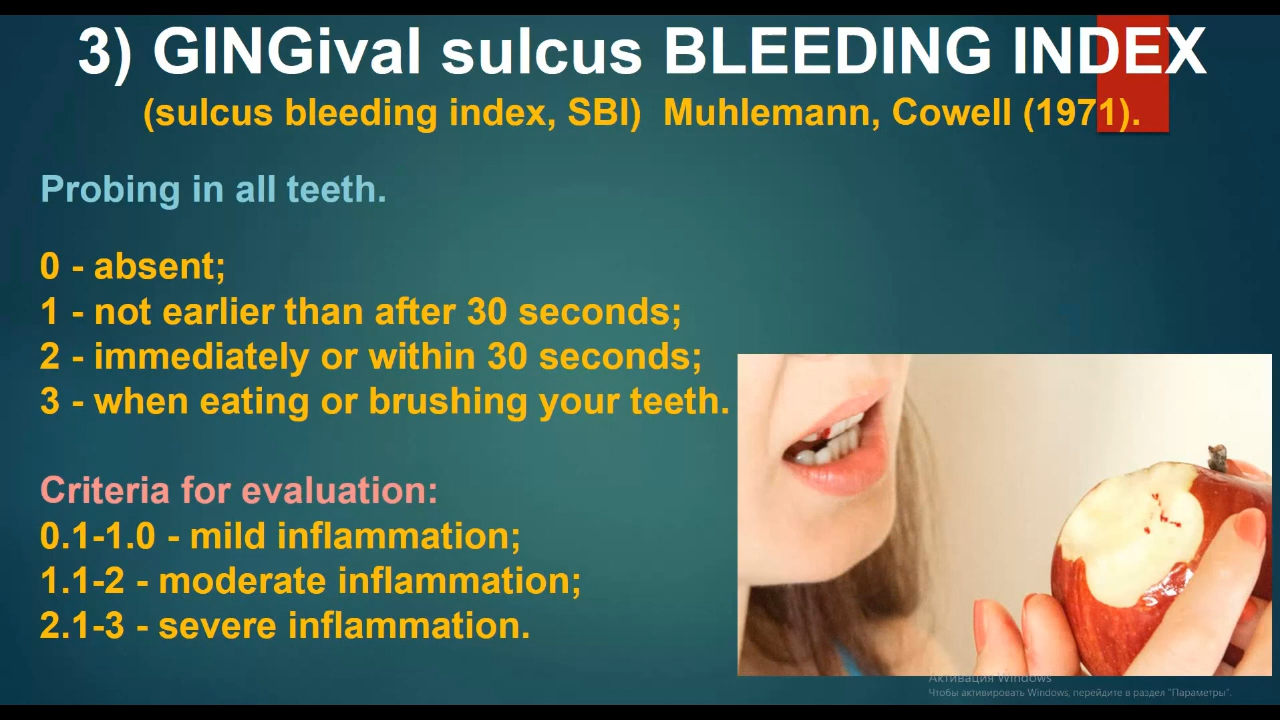 3) GINGival sulcus BLEEDING INDEX
(sulcus bleeding index, SBI) Muhlemann, Cowell (1971).
Probing in all teeth.
0 - absent;
1 - not earlier than after 30 seconds;
2 - immediately or within 30 seconds;
3 - when eating or brushing your teeth.
Criteria for evaluation:
0.1-1.0 - mild inflammation;
1.1-2 - moderate inflammation;
2.1-3 - severe inflammation.
Активация Windows
Чтобы активировать Windows, перейдите в раздел "Параметры".